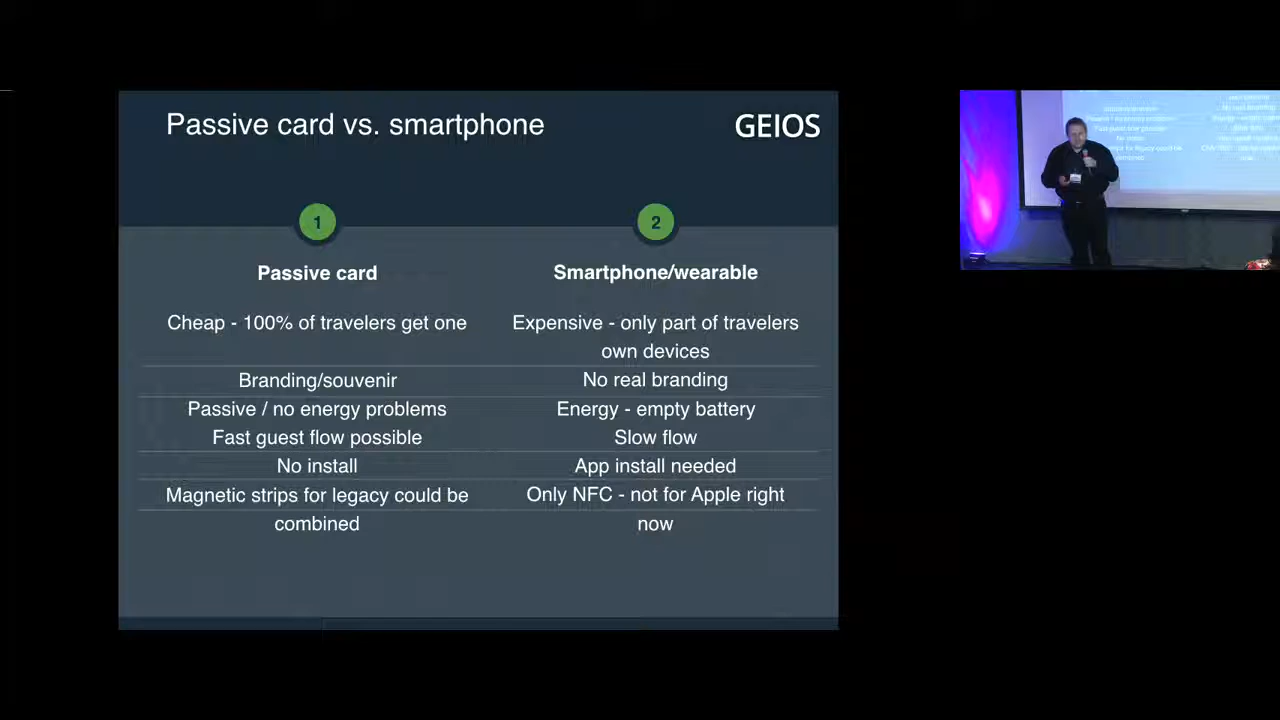 Passive card vs. smartphone
GEIOS
1
2
Passive card
Smartphone/wearable
Cheap - 100% of travelers get one
Expensive - only part of travelers
own devices
Branding/souvenir
No real branding
Passive / no energy problems
Energy - empty battery
Fast guest flow possible
Slow flow
No install
App install needed
Magnetic strips for legacy could be
combined
Only NFC - not for Apple right
now